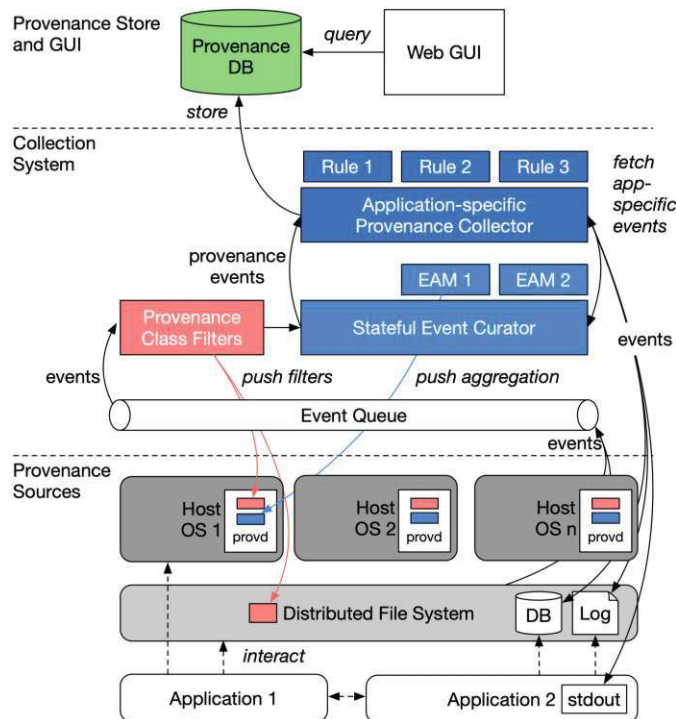 Provenance Store
and GUI
Provenance
DB
query
Web GUI
store
Collection
System
Rule 1
Rule 2
Rule 3
fetch
app-
specific
events
Application-specific
Provenance Collector
provenance
events
EAM 1
EAM 2
Provenance
Class Filters
Stateful Event Curator
events
events
push filters
push aggregation
Event Queue
events
Provenance
Sources
Host
OS 1
provd
Host
OS 2
provd
Host
OS n
provd
Distributed File System
DB
Log
interact
Application 1
Application 2
stdout